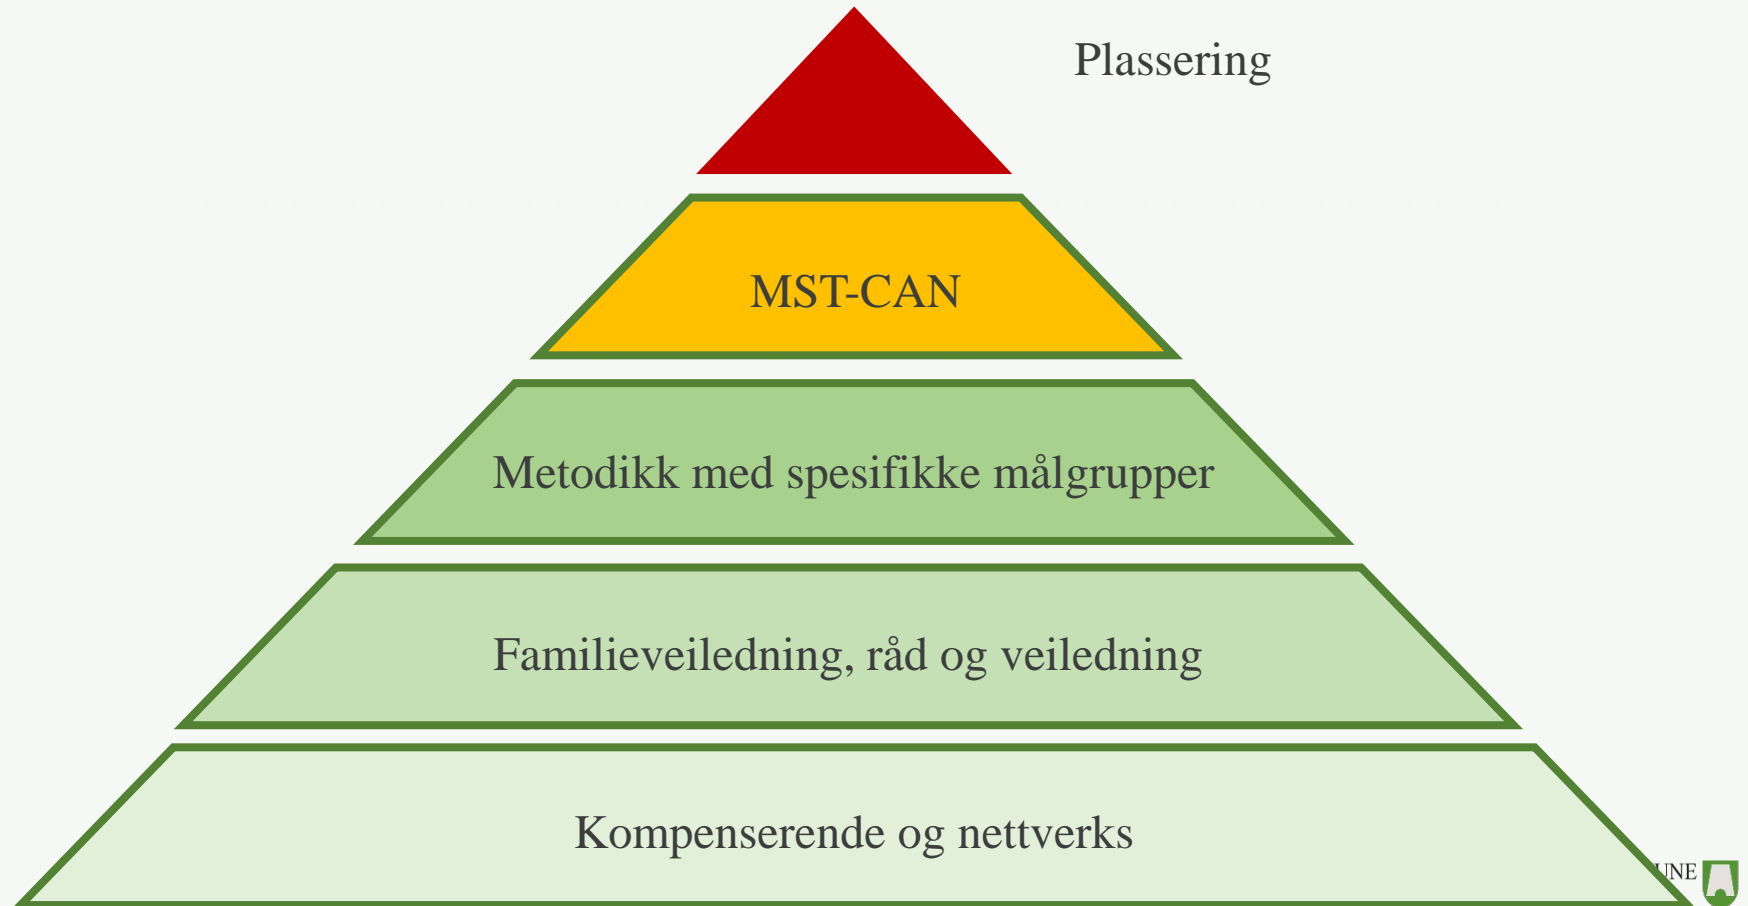 Plassering
MST-CAN
Metodikk med spesifikke målgrupper
Familieveiledning, råd og veiledning
Kompenserende og nettverks